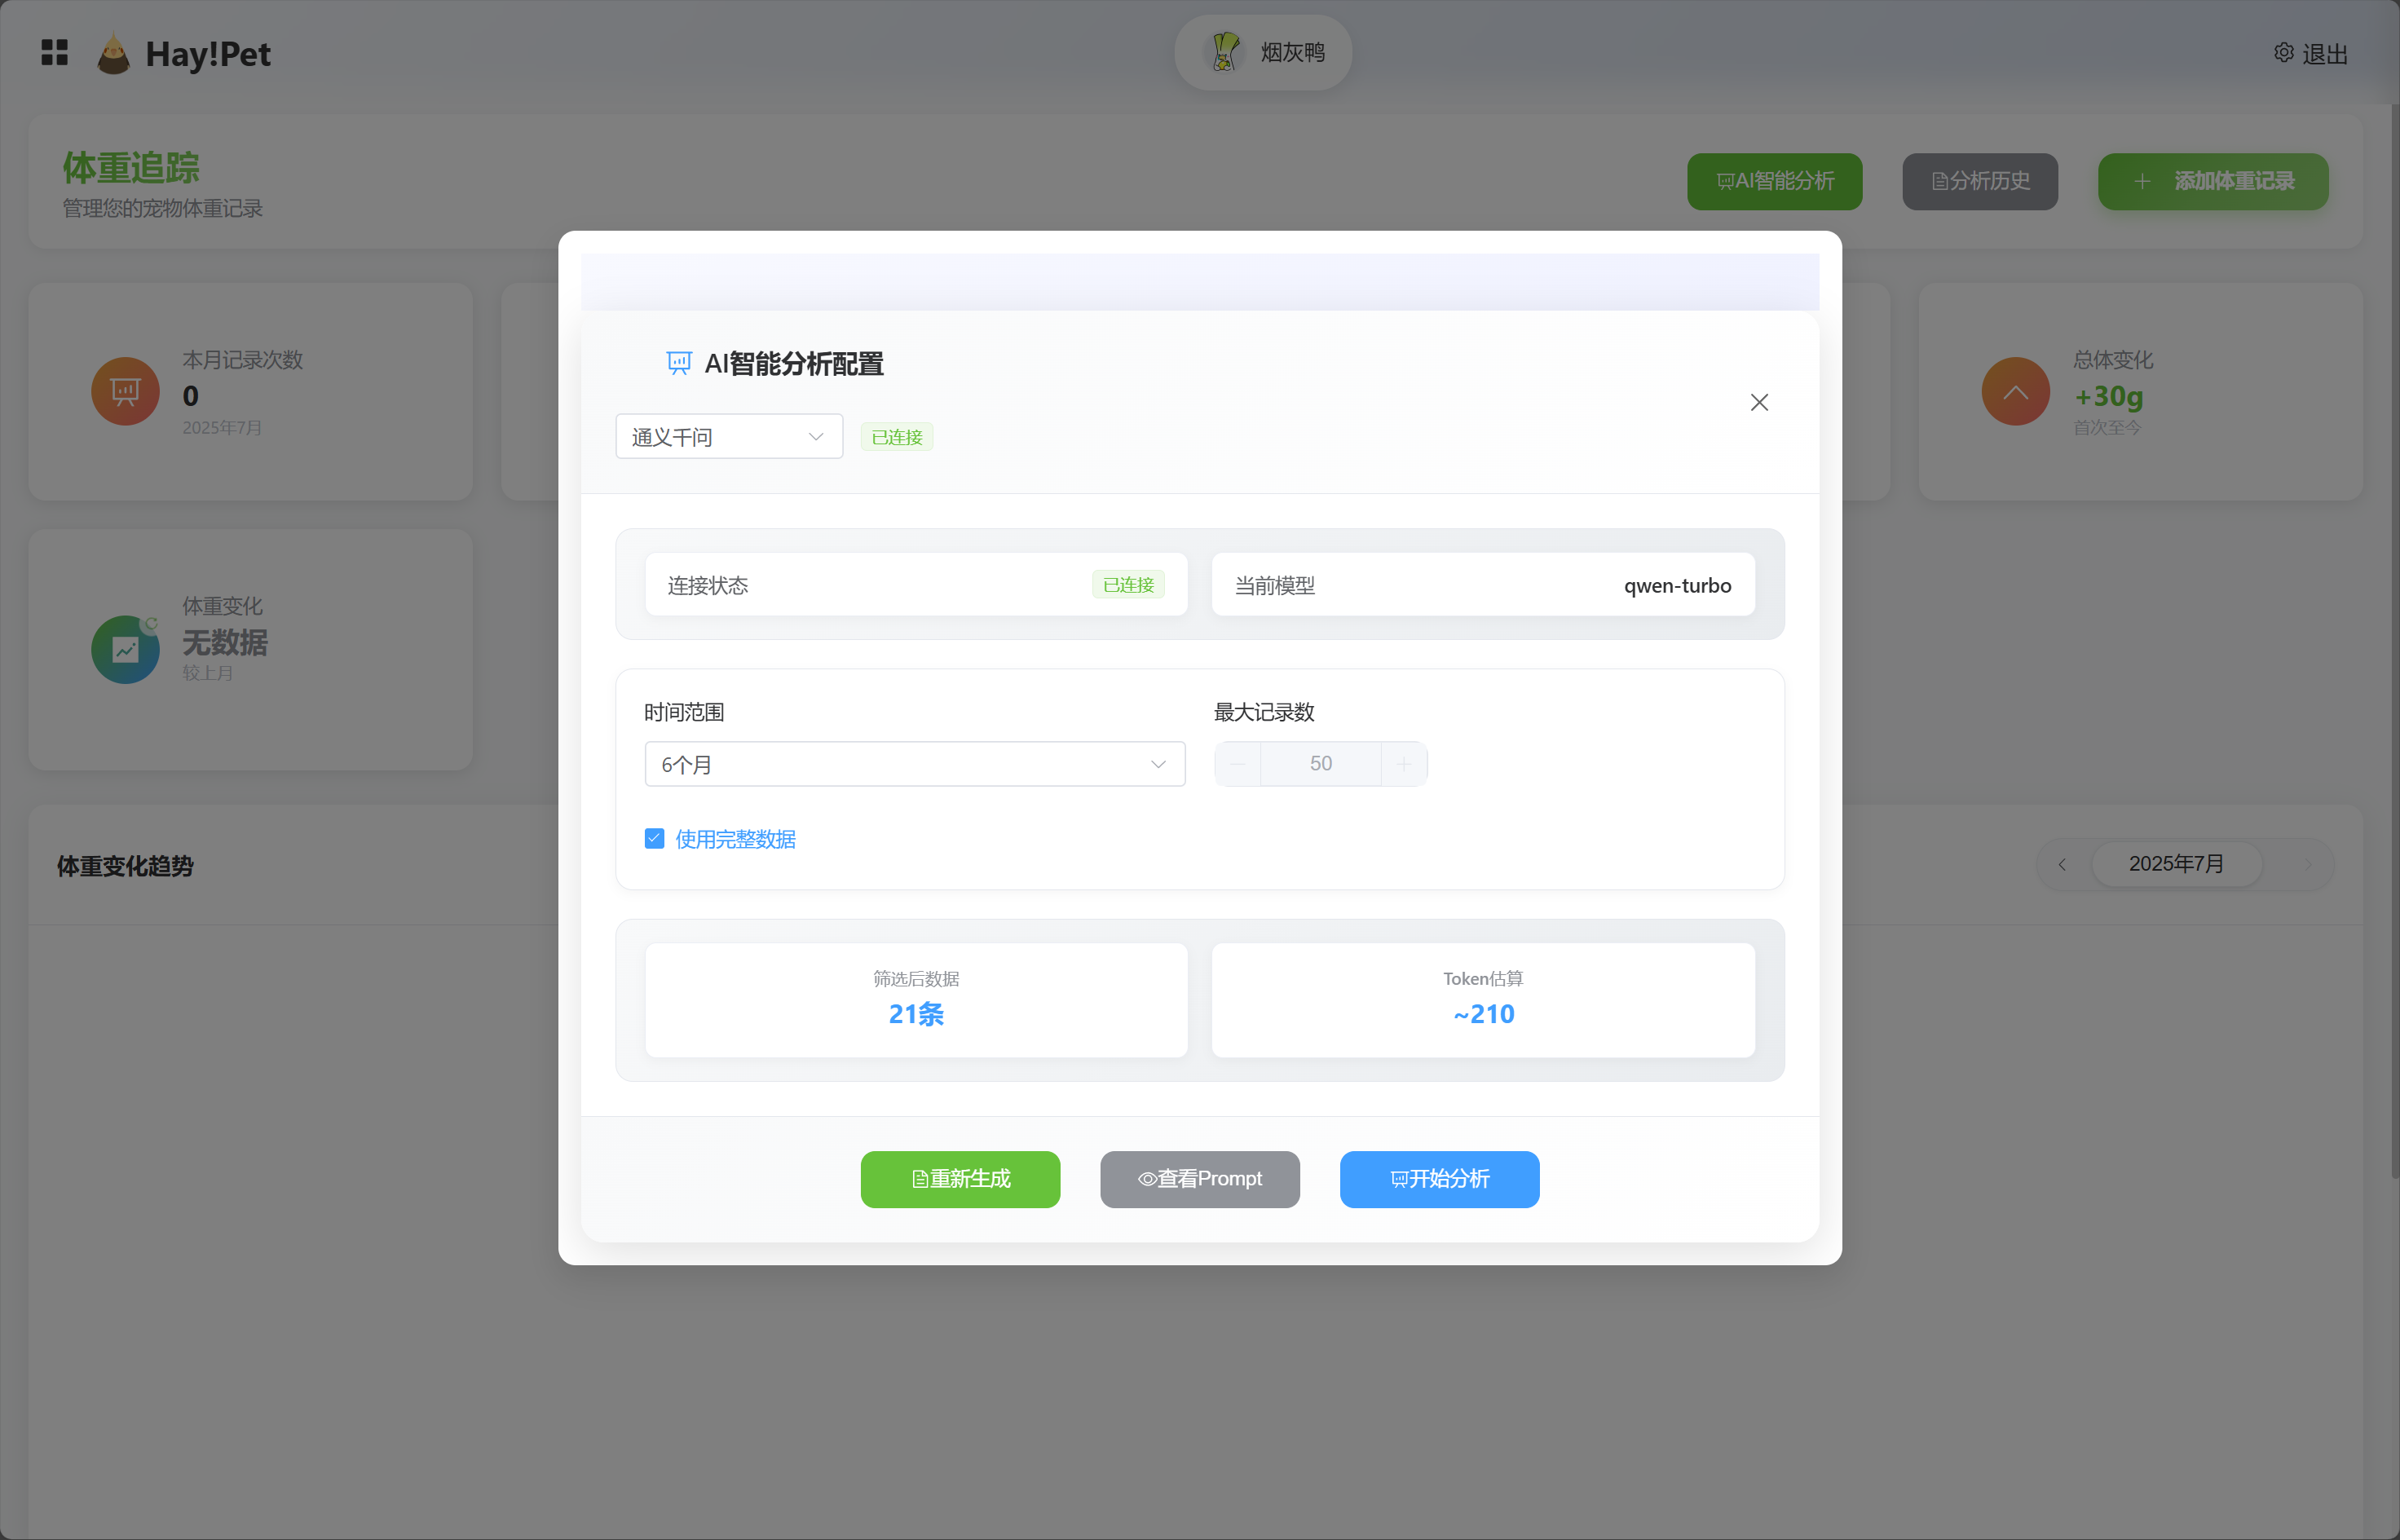 Hay!Pet
烟灰鸭
退出
体重追踪
管理您的宠物体重记录
AI智能分析
分析历史
添加体重记录
本月记录次数
0
2025年7月
总体变化
+30g
首次至今
体重变化
无数据
较上月
体重变化趋势
2025年7月
AI智能分析配置
通义千问
已连接
连接状态
已连接
当前模型
qwen-turbo
时间范围
最大记录数
6个月
50
使用完整数据
筛选后数据
21条
Token估算
~210
重新生成
查看Prompt
开始分析